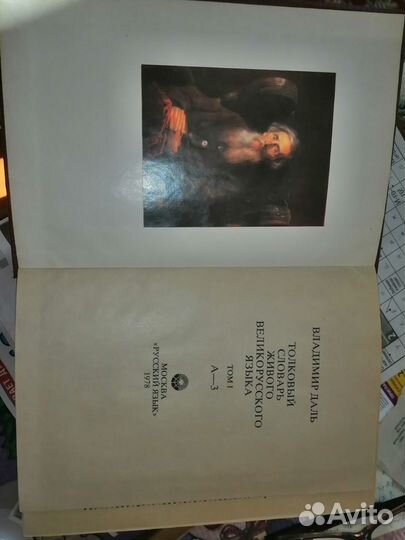 ВЛАДИМИР ДАЛЬ
ТОЛКОВЫЙ
СЛОВАРЬ
ЖИВОГО
ВЕЛИКОРУССКОГО
ЯЗЫКА
ТОМ I
А—З
МОСКВА
«РУССКИЙ ЯЗЫК»
1978
Avito